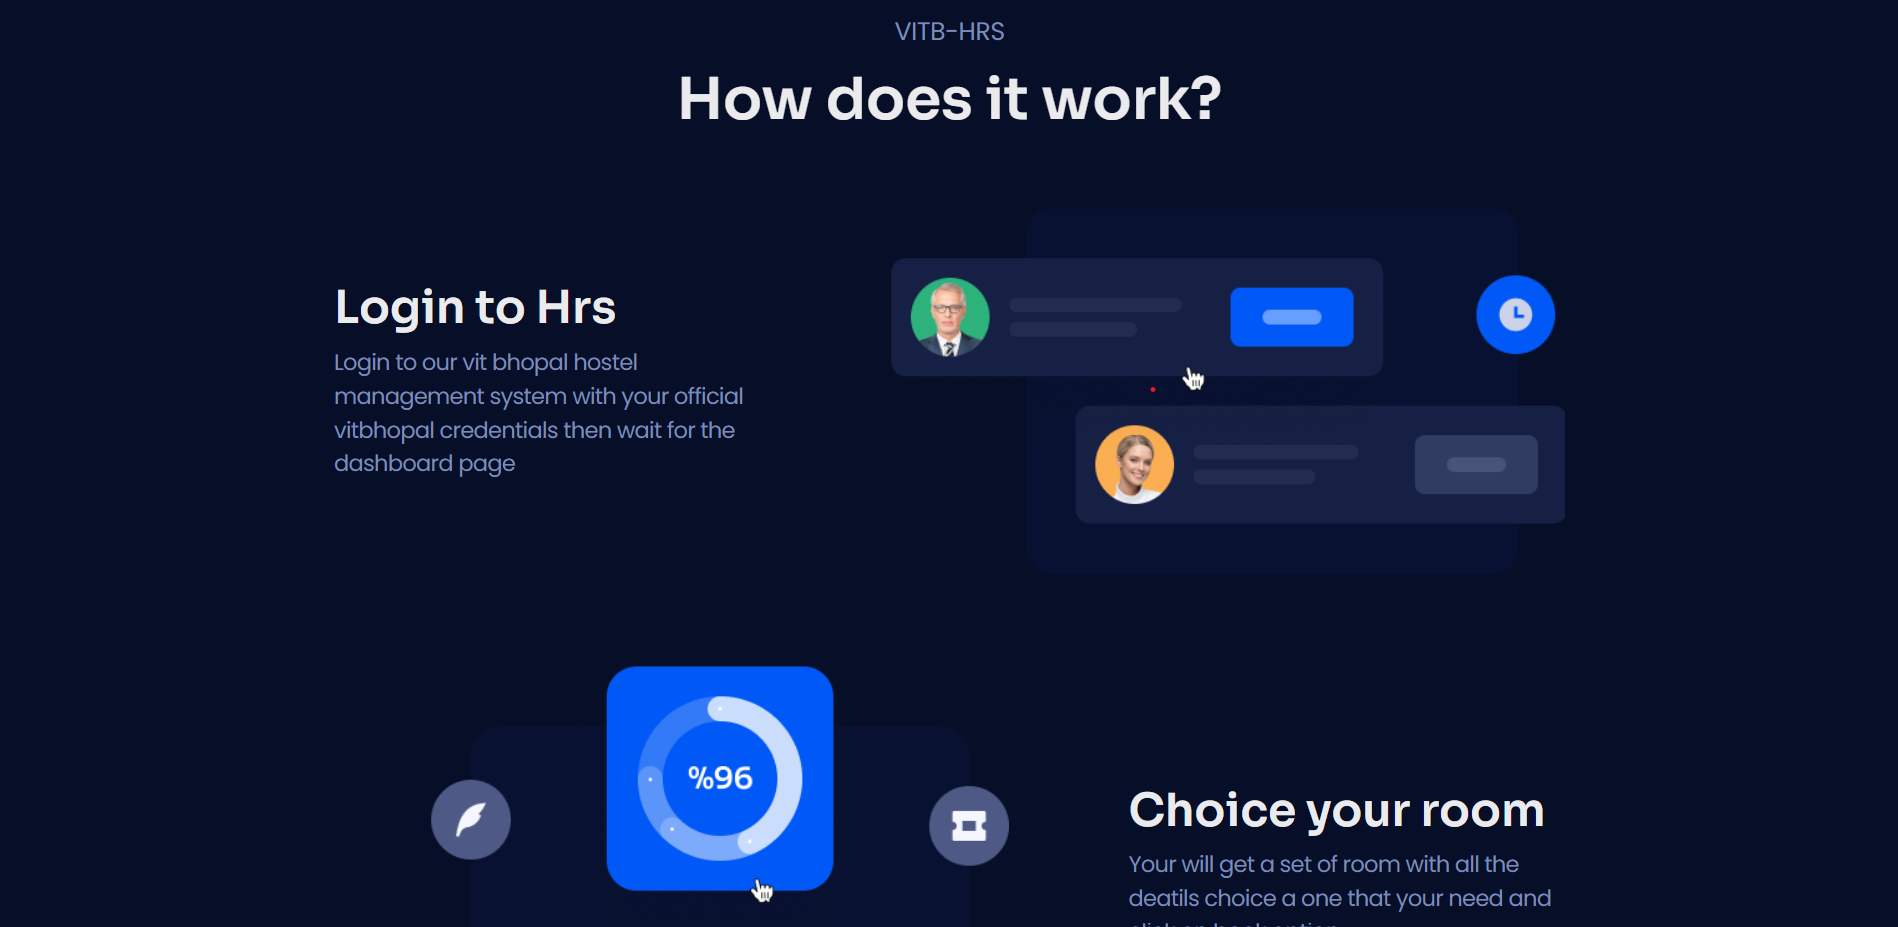 VITB-HRS
How does it work?
Login to Hrs
Login to our vit bhopal hostel
management system with your official
vitbhopal credentials then wait for the
dashboard page
%96
Choice your room
Your will get a set of room with all the
deatils choice a one that your need and